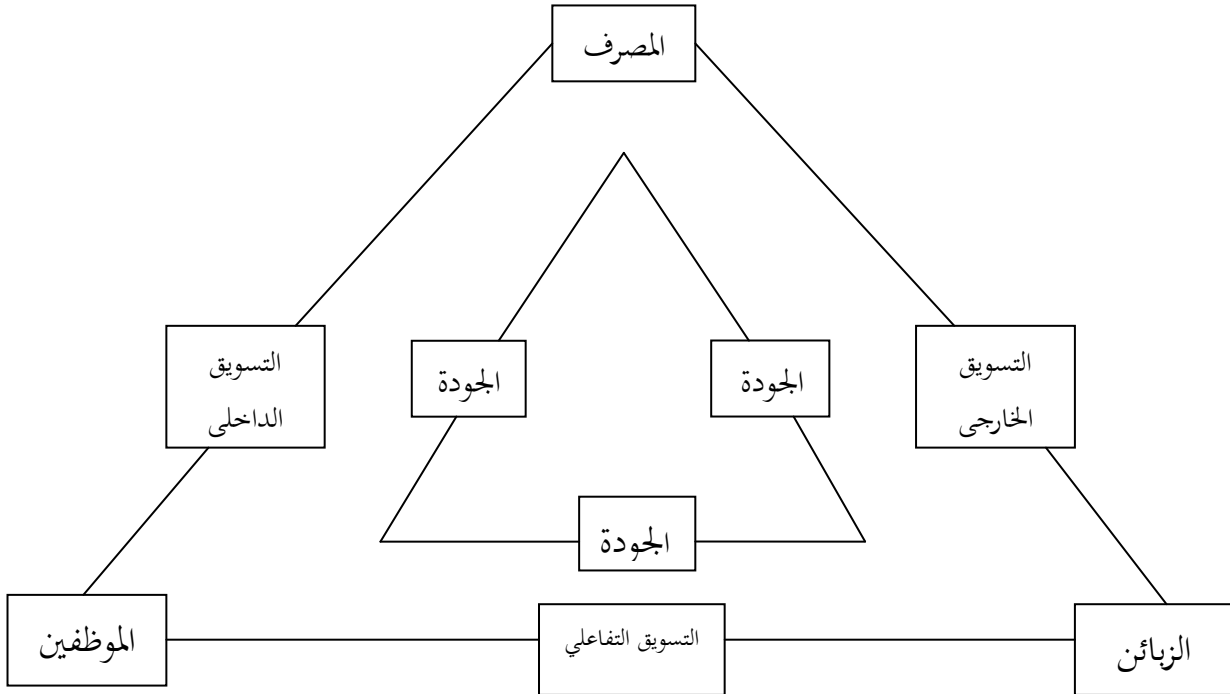 المصرف
التسويق
الخارجى
الجودة
الجودة
التسويق
الداخلى
الجودة
الزبائن
التسويق التفاعلي
الموظفين